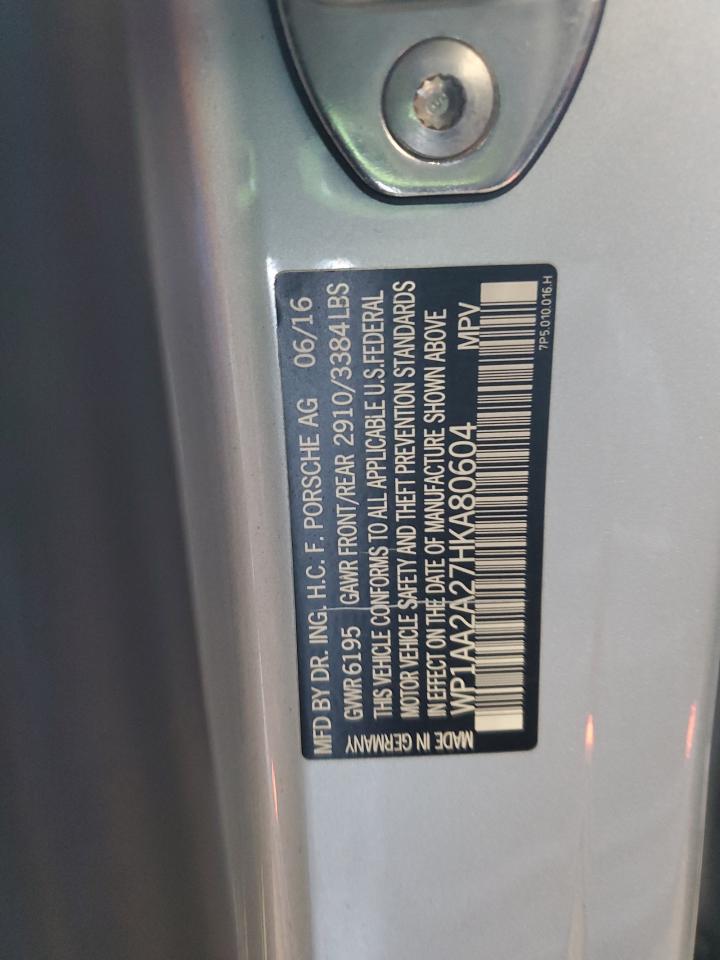 MFD BY DR. ING. H.C. F. PORSCHE AG 06/16
GVWR 6195 GAWR FRONT/REAR 2910/3384 LBS
THIS VEHICLE CONFORMS TO ALL APPLICABLE U.S.FEDERAL
MOTOR VEHICLE SAFETY AND THEFT PREVENTION STANDARDS
IN EFFECT ON THE DATE OF MANUFACTURE SHOWN ABOVE
WP1AA2A27HKA80604 MPV
MADE IN GERMANY
7P5.010.016.H